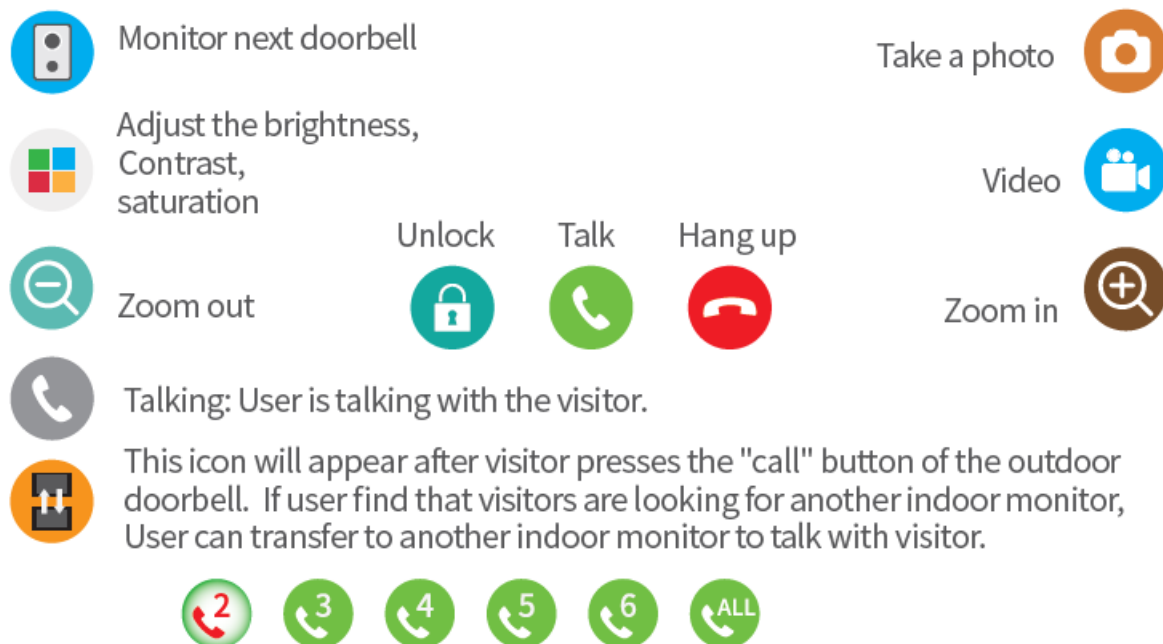 Monitor next doorbell
Take a photo
Adjust the brightness,
Contrast,
saturation
Video
Unlock Talk Hang up
Zoom out
Zoom in
Talking: User is talking with the visitor.
This icon will appear after visitor presses the "call" button of the outdoor
doorbell. If user find that visitors are looking for another indoor monitor,
User can transfer to another indoor monitor to talk with visitor.
2 3 4 5 6 ALL